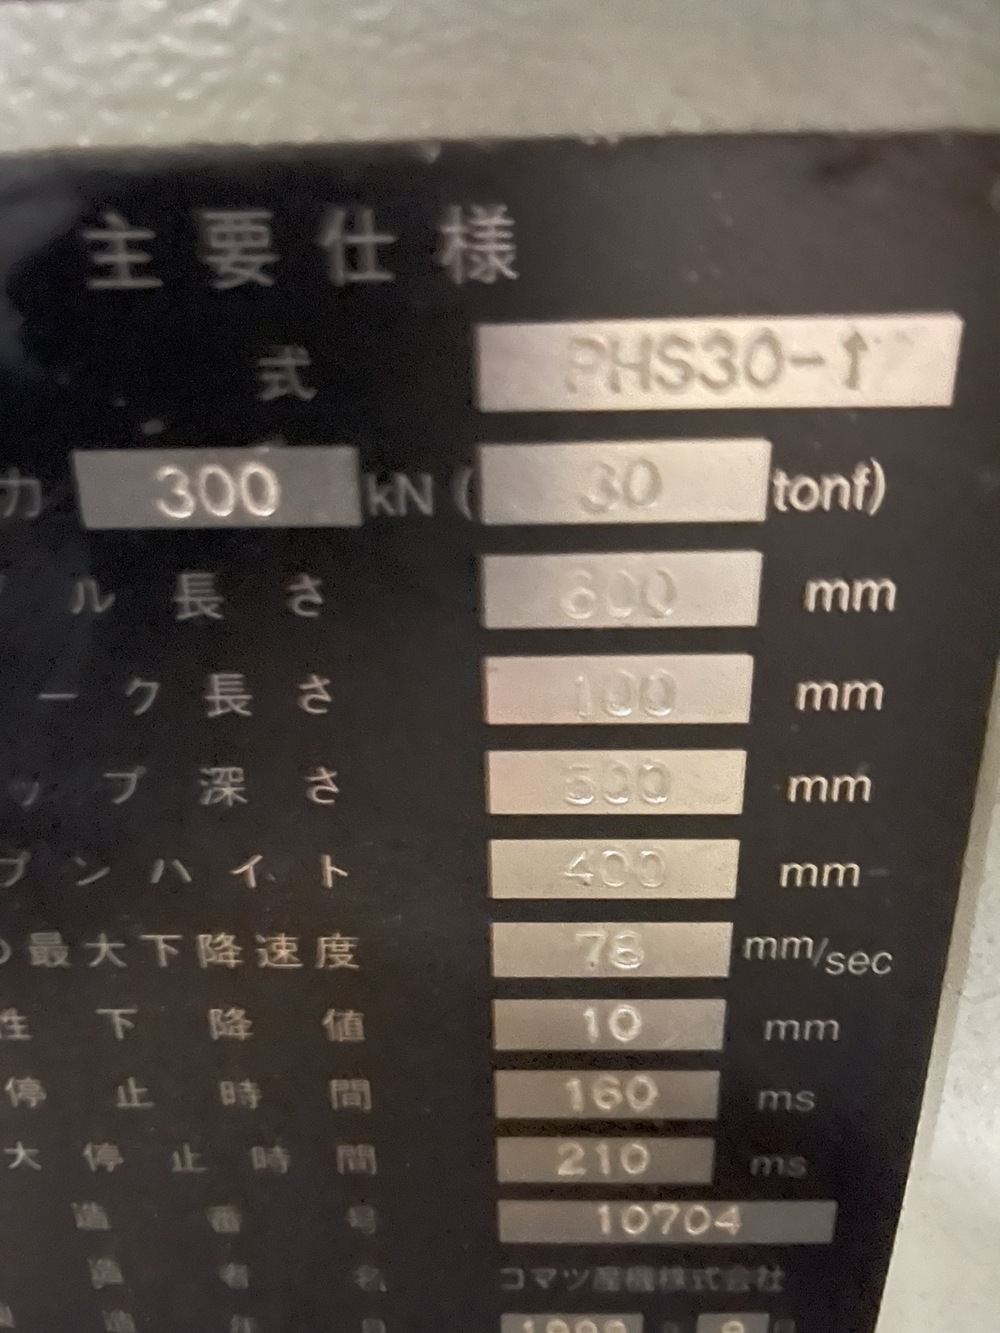 主要仕様
式 PHS30-1
力 300 kN (30 tonf)
ル長さ 600 mm
ーク長さ 100 mm
ップ深さ 500 mm
プンハイト 400 mm
の最大下降速度 78 mm/sec
性下降値 10 mm
停止時間 160 ms
大停止時間 210 ms
造番号 10704
造者名 コマツ産機株式会社